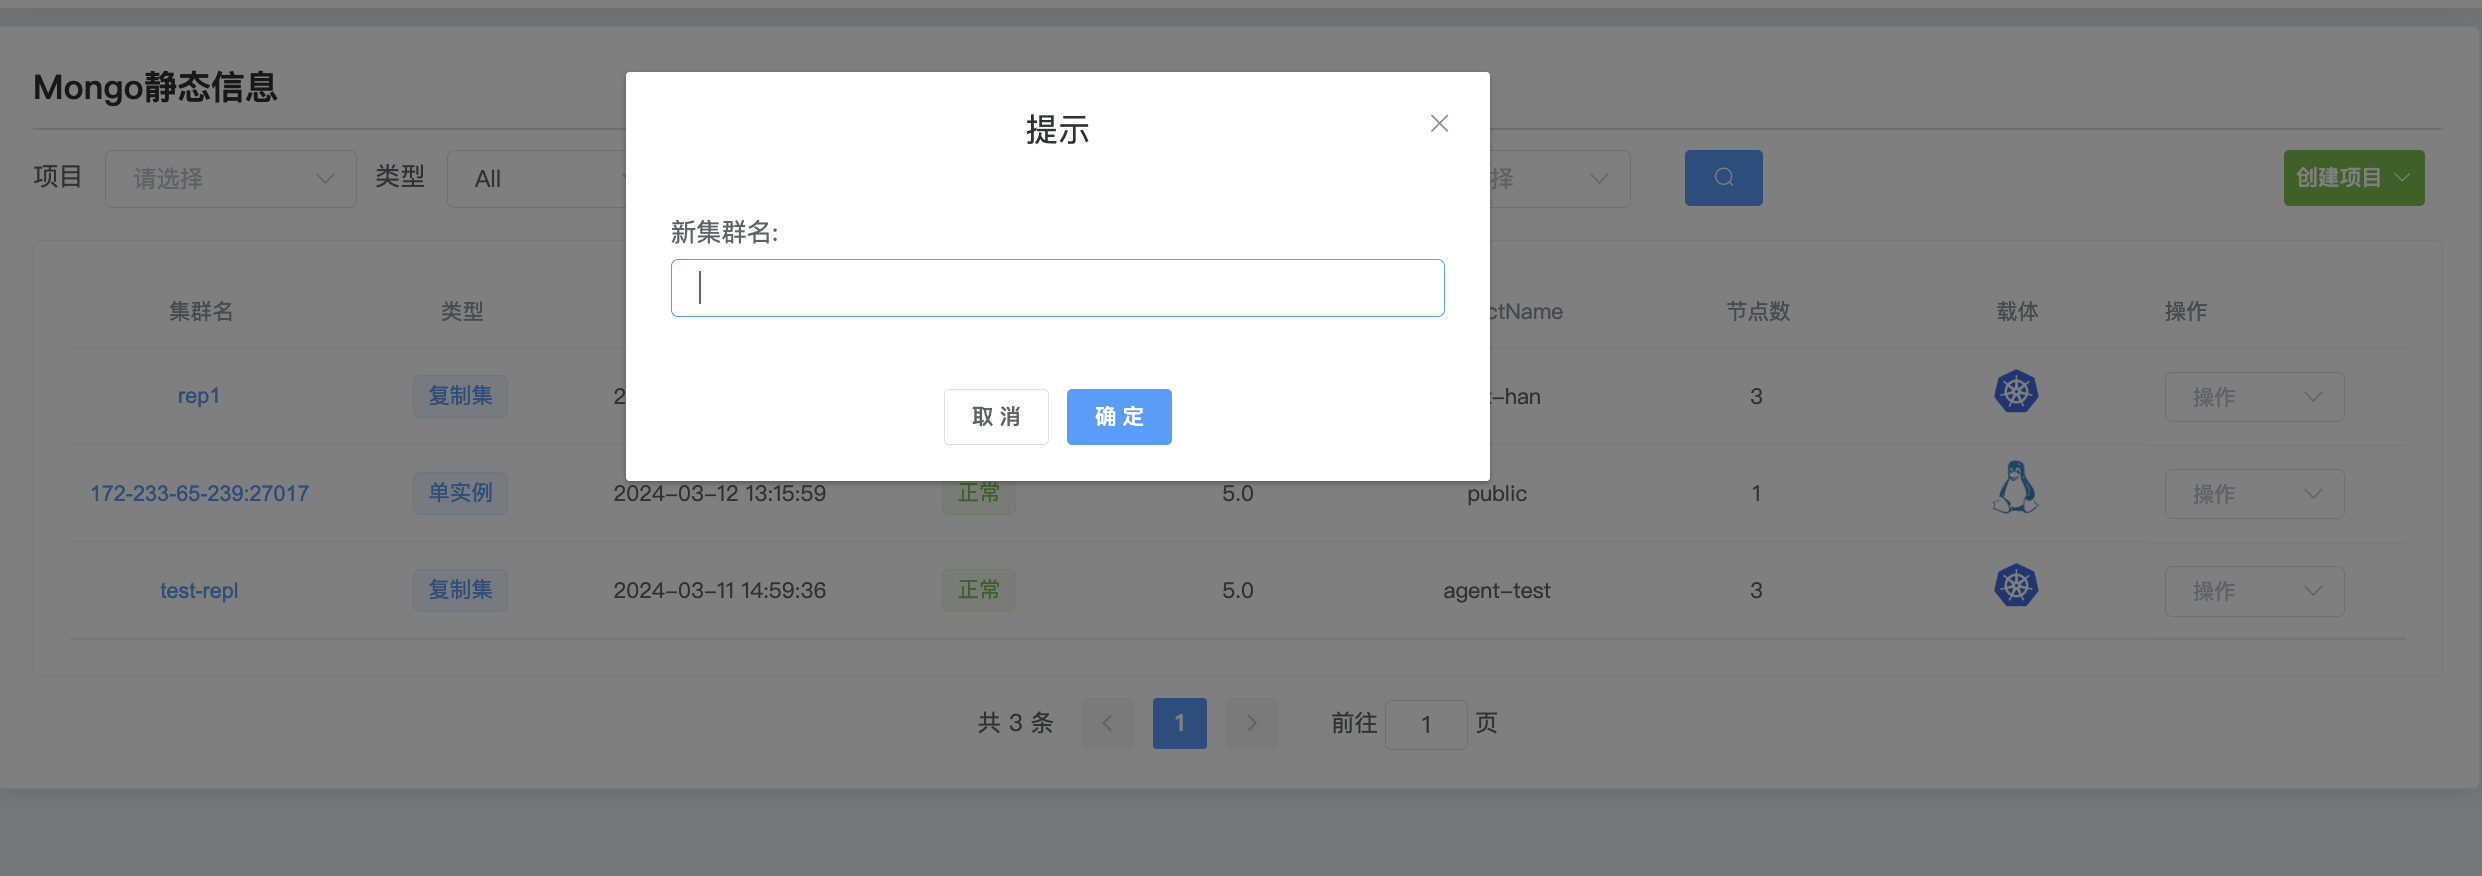 Mongo静态信息
提示
项目 请选择 类型 All 择 创建项目
新集群名:
集群名 类型 ctName 节点数 载体 操作
rep1 复制集 2 -han 3 操作
取 消 确 定
172-233-65-239:27017 单实例 2024-03-12 13:15:59 正常 5.0 public 1 操作
test-repl 复制集 2024-03-11 14:59:36 正常 5.0 agent-test 3 操作
共 3 条 1 前往 1 页